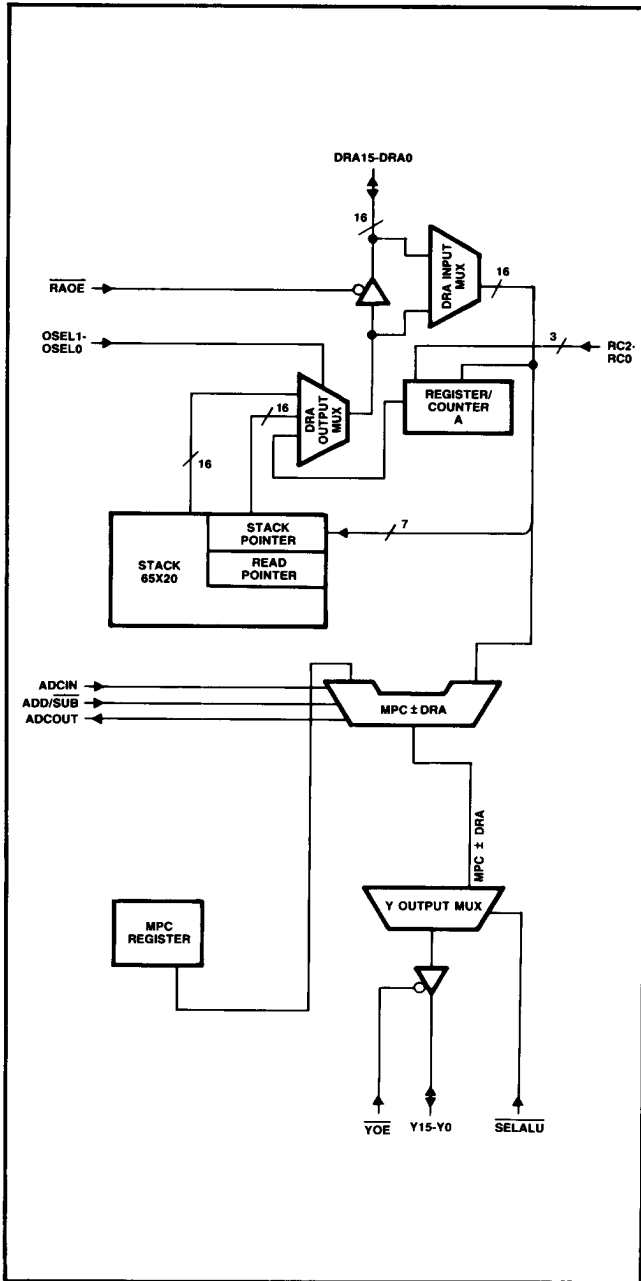 DRA15-DRA0
16
DRA INPUT
MUX
16
RAOE
OSEL1-
OSEL0
3
RC2-
RC0
16
DRA
OUTPUT
MUX
REGISTER/
COUNTER
A
16
STACK
POINTER
7
STACK
65X20
READ
POINTER
ADCIN
ADD/SUB
ADCOUT
MPC ± DRA
MPC ± DRA
Y OUTPUT MUX
MPC
REGISTER
YOE
Y15-Y0
SELALU